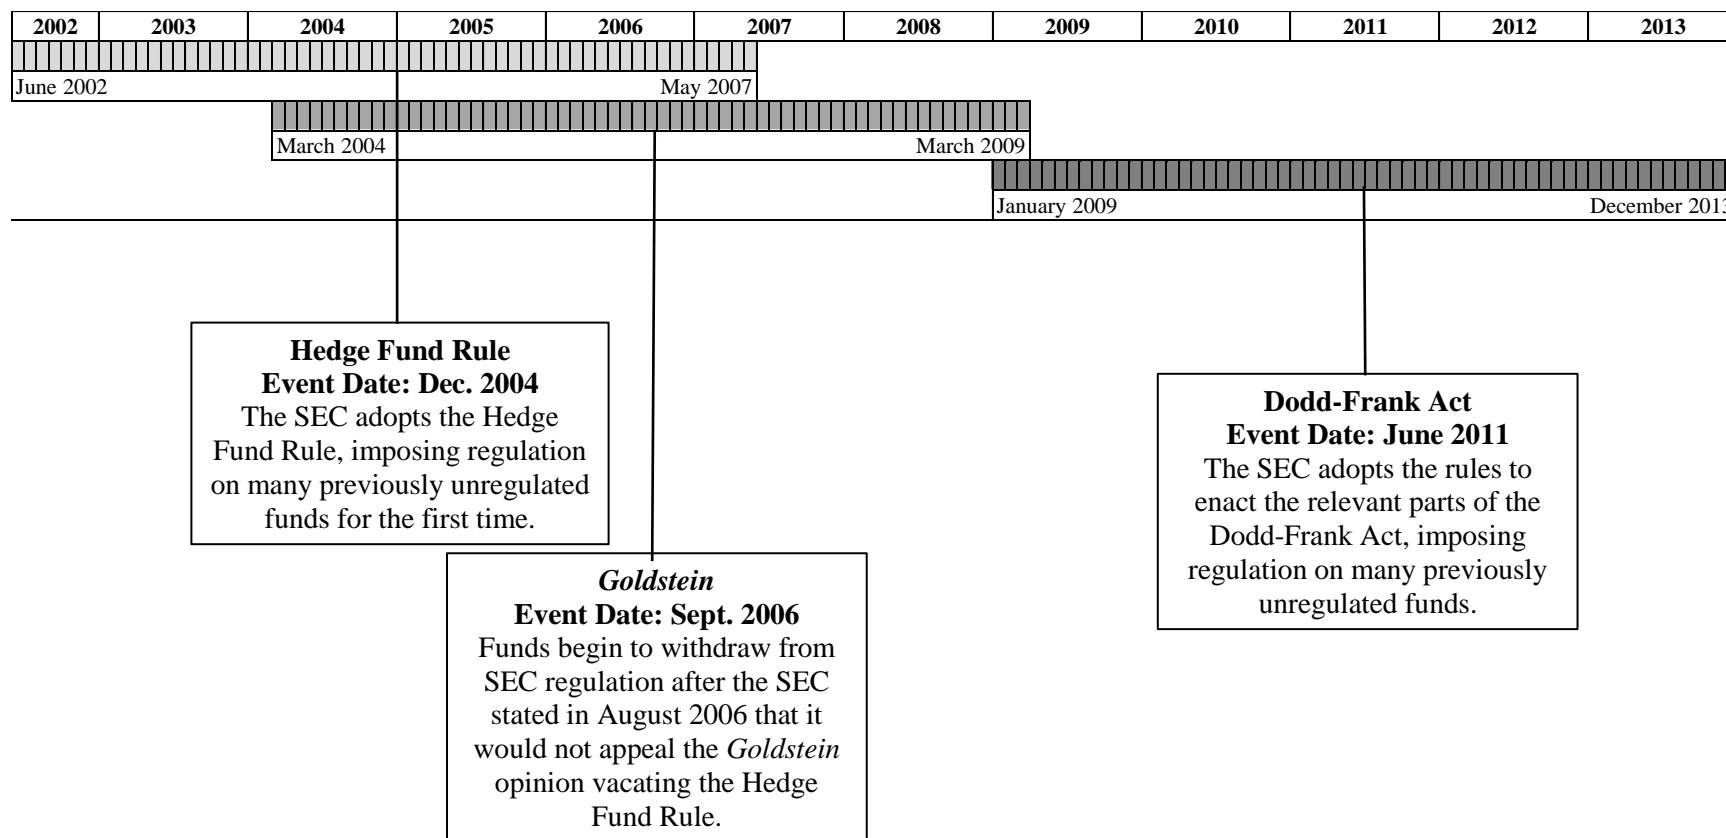 2002 2003 2004 2005 2006 2007 2008 2009 2010 2011 2012 2013
June 2002 May 2007
March 2004 March 2009
January 2009 December 2013
Hedge Fund Rule
Event Date: Dec. 2004
The SEC adopts the Hedge
Fund Rule, imposing regulation
on many previously unregulated
funds for the first time.
Goldstein
Event Date: Sept. 2006
Funds begin to withdraw from
SEC regulation after the SEC
stated in August 2006 that it
would not appeal the Goldstein
opinion vacating the Hedge
Fund Rule.
Dodd-Frank Act
Event Date: June 2011
The SEC adopts the rules to
enact the relevant parts of the
Dodd-Frank Act, imposing
regulation on many previously
unregulated funds.